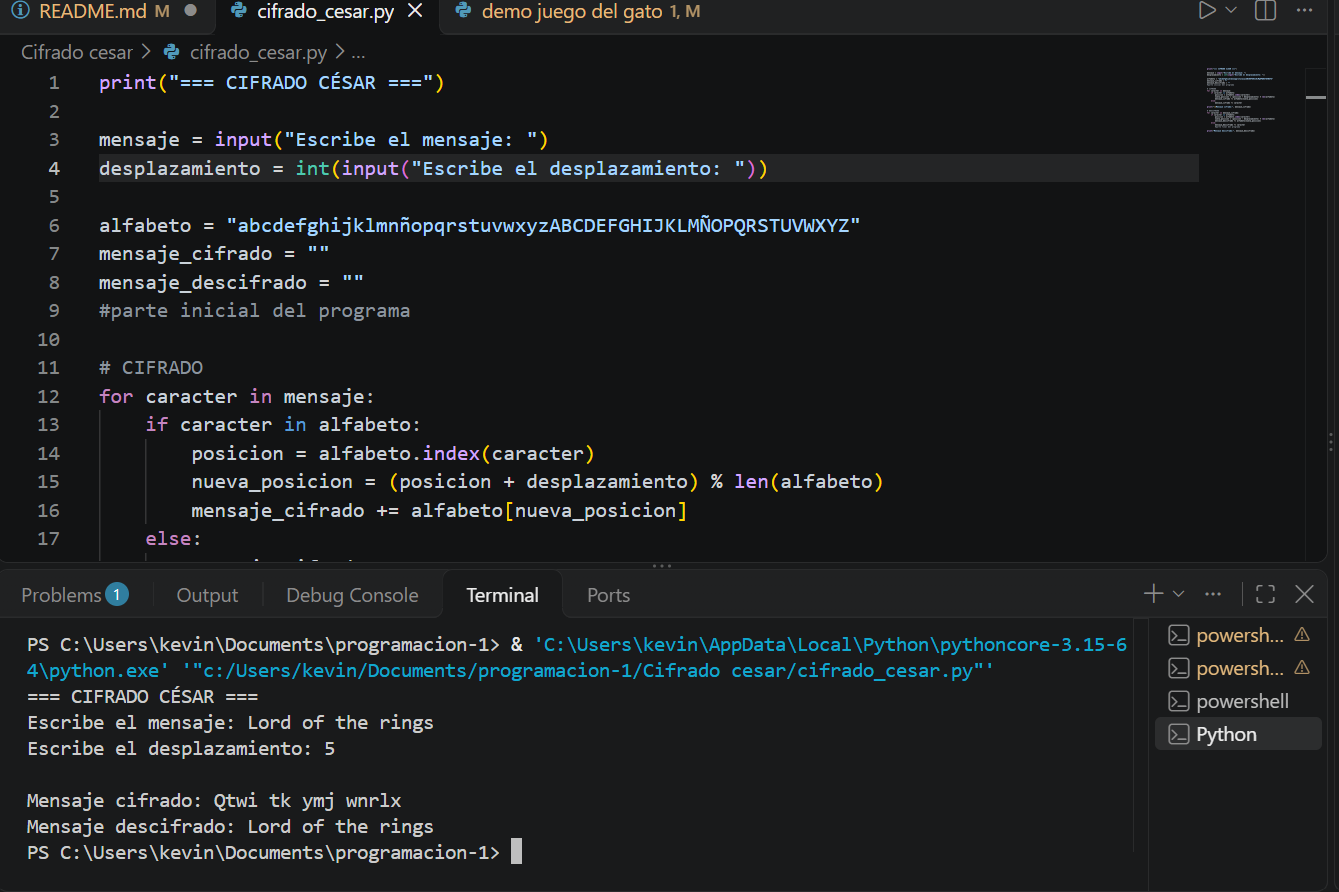 README.md M
cifrado_cesar.py
demo juego del gato 1, M
Cifrado cesar > cifrado_cesar.py > ...
1 print("=== CIFRADO CÉSAR ===")
2
3 mensaje = input("Escribe el mensaje: ")
4 desplazamiento = int(input("Escribe el desplazamiento: "))
5
6 alfabeto = "abcdefghijklmnñopqrstuvwxyzABCDEFGHIJKLMÑOPQRSTUVWXYZ"
7 mensaje_cifrado = ""
8 mensaje_descifrado = ""
9 #parte inicial del programa
10
11 # CIFRADO
12 for caracter in mensaje:
13 if caracter in alfabeto:
14 posicion = alfabeto.index(caracter)
15 nueva_posicion = (posicion + desplazamiento) % len(alfabeto)
16 mensaje_cifrado += alfabeto[nueva_posicion]
17 else:
Problems 1
Output
Debug Console
Terminal
Ports
PS C:\Users\kevin\Documents\programacion-1> & 'C:\Users\kevin\AppData\Local\Python\pythoncore-3.15-6
4\python.exe' '"c:/Users/kevin/Documents/programacion-1/Cifrado cesar/cifrado_cesar.py"'
=== CIFRADO CÉSAR ===
Escribe el mensaje: Lord of the rings
Escribe el desplazamiento: 5
Mensaje cifrado: Qtwi tk ymj wnrlx
Mensaje descifrado: Lord of the rings
PS C:\Users\kevin\Documents\programacion-1>
powersh...
powersh...
powershell
Python